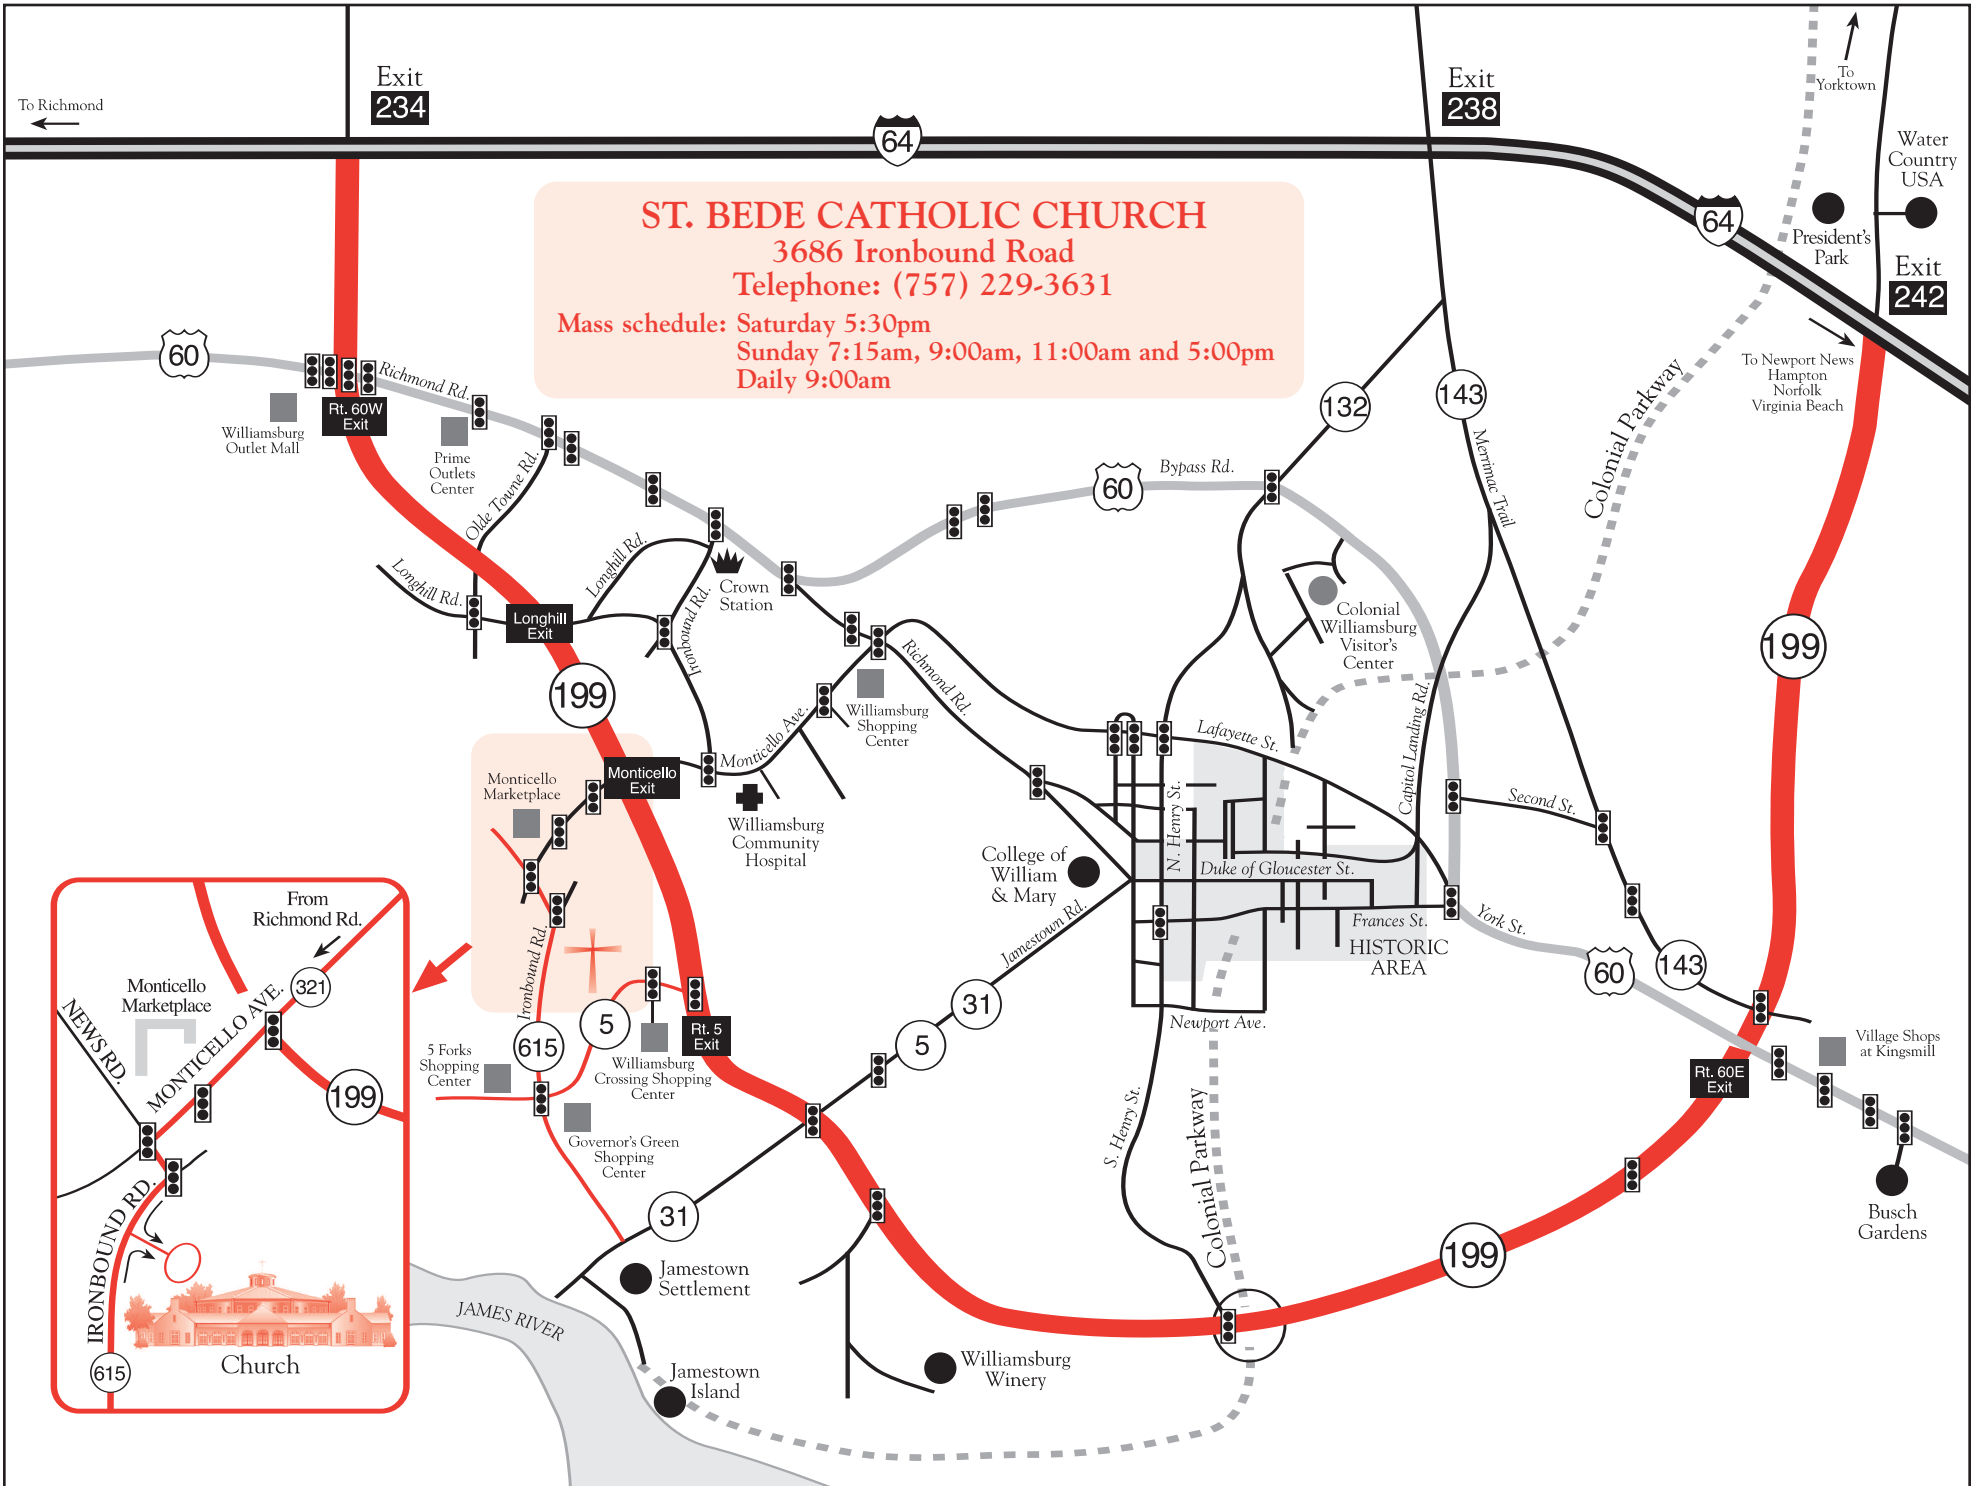 To Richmond
Exit
234
64
Exit
238
To
Yorktown
Water
Country
USA
64
President's
Park
Exit
242
ST. BEDE CATHOLIC CHURCH
3686 Ironbound Road
Telephone: (757) 229-3631
Mass schedule: Saturday 5:30pm
Sunday 7:15am, 9:00am, 11:00am and 5:00pm
Daily 9:00am
To Newport News
Hampton
Norfolk
Virginia Beach
60
Richmond Rd.
Rt. 60W
Exit
Williamsburg
Outlet Mall
Prime
Outlets
Center
Olde Towne Rd.
132
143
Merrimac Trail
Colonial Parkway
Bypass Rd.
60
Longhill Rd.
Longhill Rd.
Longhill
Exit
Ironbound Rd.
Crown
Station
Colonial
Williamsburg
Visitor's
Center
199
199
Richmond Rd.
Williamsburg
Shopping
Center
Monticello Ave.
Lafayette St.
Capitol Landing Rd.
Monticello
Marketplace
Monticello
Exit
Williamsburg
Community
Hospital
N. Henry St.
Second St.
College of
William
& Mary
Duke of Gloucester St.
Frances St.
HISTORIC
AREA
York St.
60
143
Jamestown Rd.
31
5
Newport Ave.
Ironbound Rd.
5
615
Rt. 5
Exit
5 Forks
Shopping
Center
Williamsburg
Crossing Shopping
Center
Governor's Green
Shopping
Center
Village Shops
at Kingsmill
Rt. 60E
Exit
S. Henry St.
Colonial Parkway
Busch
Gardens
31
199
Jamestown
Settlement
JAMES RIVER
Jamestown
Island
Williamsburg
Winery
From
Richmond Rd.
321
Monticello
Marketplace
NEWS RD.
MONTICELLO AVE.
199
IRONBOUND RD.
Church
615